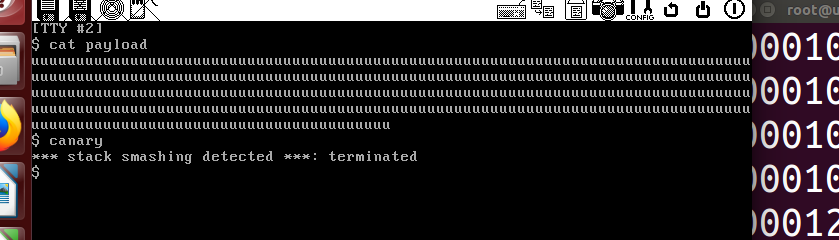 CONFIG
[TTY #2]
$ cat payload
uuuuuuuuuuuuuuuuuuuuuuuuuuuuuuuuuuuuuuuuuuuuuuuuuuuuuuuuuuuuuuuuuuuuuuuuuuuuuuuu
uuuuuuuuuuuuuuuuuuuuuuuuuuuuuuuuuuuuuuuuuuuuuuuuuuuuuuuuuuuuuuuuuuuuuuuuuuuuuuuu
uuuuuuuuuuuuuuuuuuuuuuuuuuuuuuuuuuuuuuuuuuuuuuuuuuuuuuuuuuuuuuuuuuuuuuuuuuuuuuuu
uuuuuuuuuuuuuuuuuuuuuuuuuuuuuuuuuuuuuuuuuuuuuuuuuuuuuuuuuuuuuuuuuuuuuuuuuuuuuuuu
uuuuuuuuuuuuuuuuuuuuuuuuuuuuuuuuuuuuuuuu
$ canary
*** stack smashing detected ***: terminated
$
root@u
00010
00010
00010
00010
00012